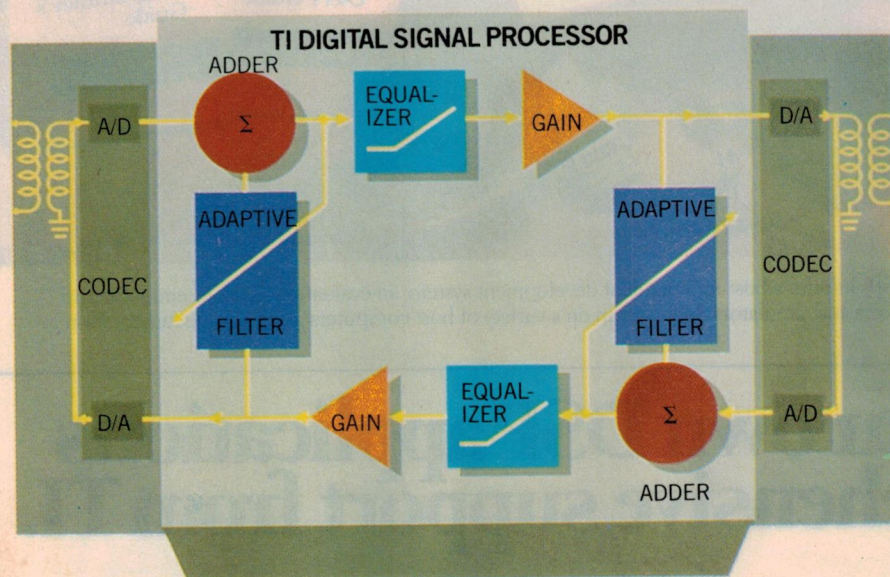 TI DIGITAL SIGNAL PROCESSOR
ADDER
A/D
Σ
EQUAL-
IZER
GAIN
D/A
ADAPTIVE
FILTER
CODEC
ADAPTIVE
FILTER
CODEC
D/A
GAIN
EQUAL-
IZER
Σ
A/D
ADDER